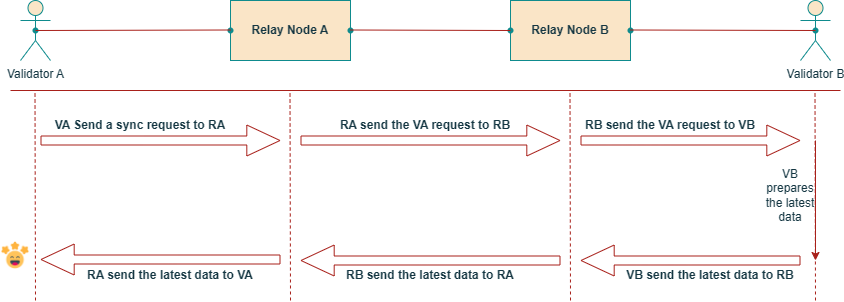 Relay Node A
Relay Node B
Validator A
Validator B
VA Send a sync request to RA
RA send the VA request to RB
RB send the VA request to VB
VB
prepares
the latest
data
RA send the latest data to VA
RB send the latest data to RA
VB send the latest data to RB